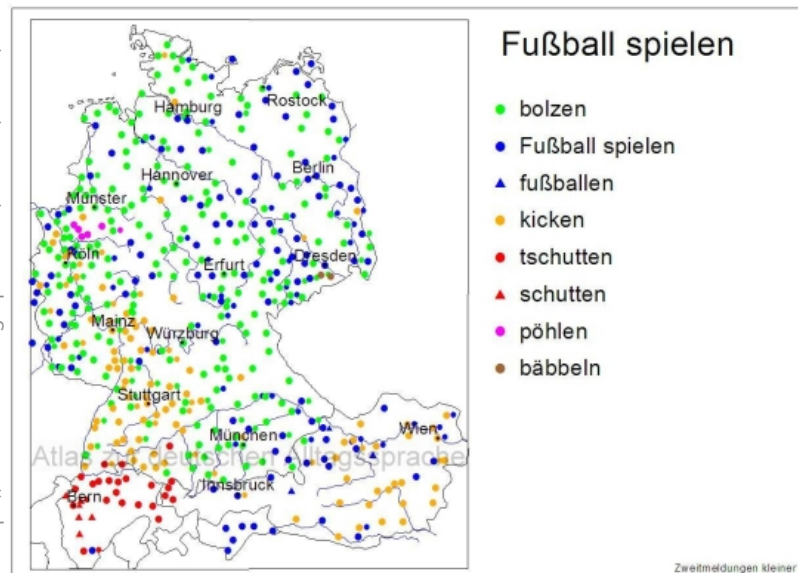 Fußball spielen
bolzen
Fußball spielen
fußballen
kicken
tschutten
schutten
pöhlen
bäbbeln
Hamburg
Rostock
Hannover
Berlin
Münster
Köln
Erfurt
Dresden
Mainz
Würzburg
Stuttgart
München
Wien
Atlas zur deutschen Alltagssprache
Innsbruck
Bern
Zweitmeldungen kleiner